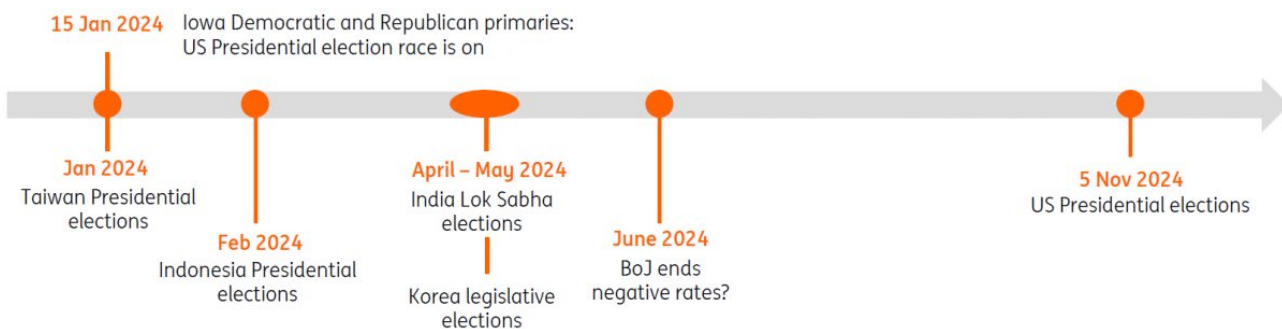 15 Jan 2024
Iowa Democratic and Republican primaries:
US Presidential election race is on
Jan 2024
Taiwan Presidential
elections
Feb 2024
Indonesia Presidential
elections
April – May 2024
India Lok Sabha
elections
Korea legislative
elections
June 2024
BoJ ends
negative rates?
5 Nov 2024
US Presidential elections